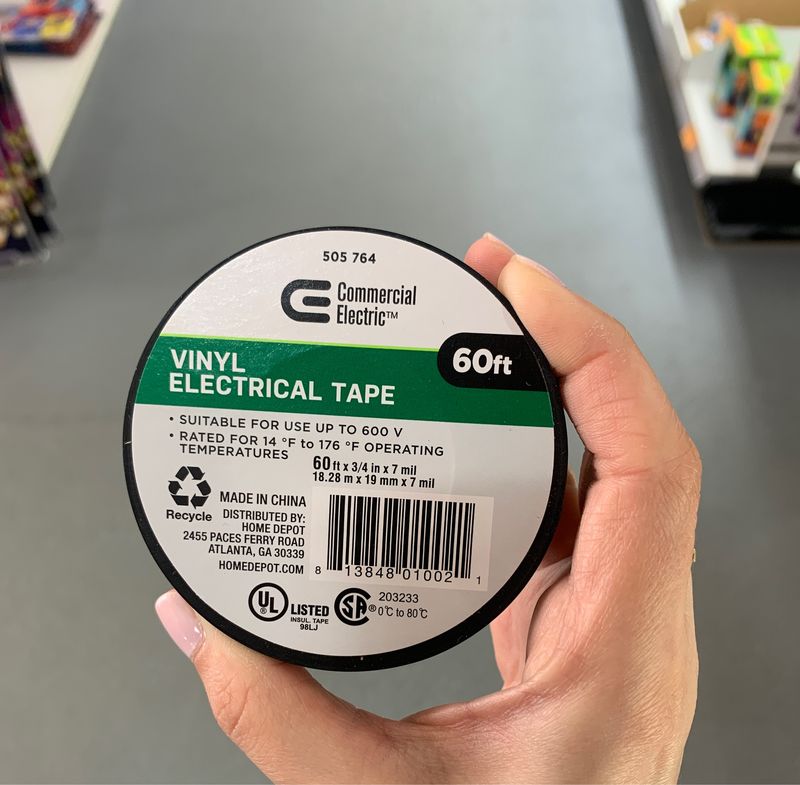 505 764
CE Commercial
Electric™
VINYL
ELECTRICAL TAPE
60ft
• SUITABLE FOR USE UP TO 600 V
• RATED FOR 14 °F to 176 °F OPERATING
TEMPERATURES
60 ft x 3/4 in x 7 mil
18.28 m x 19 mm x 7 mil
Recycle
MADE IN CHINA
DISTRIBUTED BY:
HOME DEPOT
2455 PACES FERRY ROAD
ATLANTA, GA 30339
HOMEDEPOT.COM
8 13848 01002 1
UL® LISTED
INSUL. TAPE
98LJ
SA® 203233
0°C to 80°C